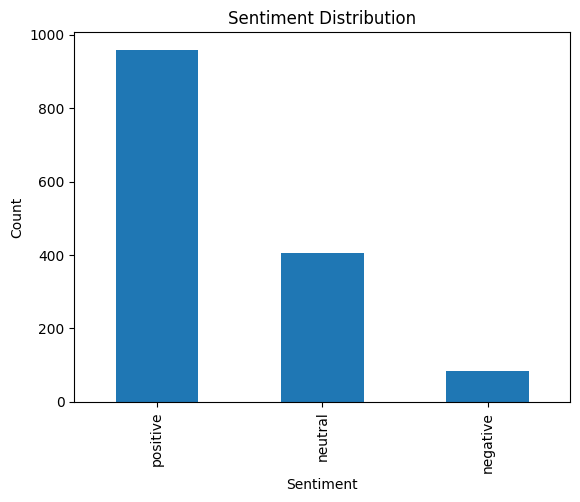 Sentiment Distribution
1000
800
600
400
200
0
Count
positive
neutral
negative
Sentiment